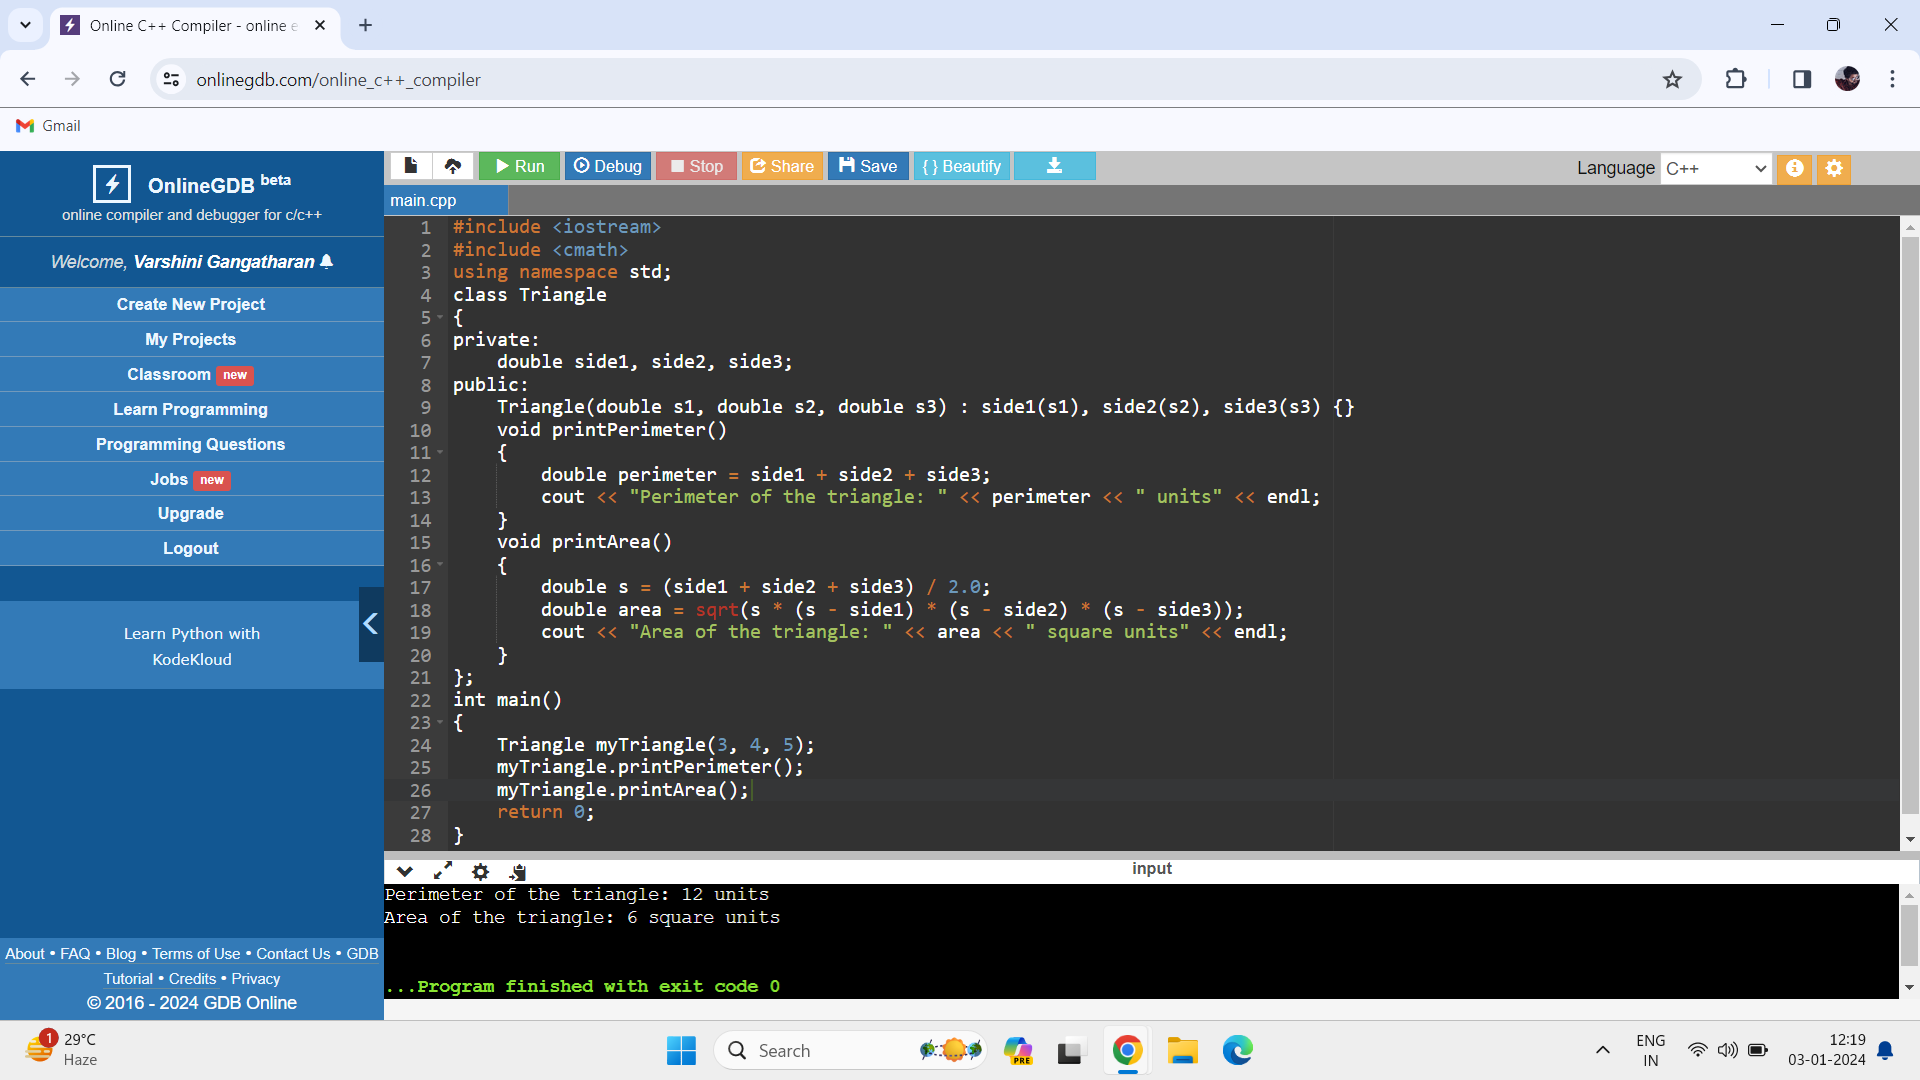 Online C++ Compiler - online e
onlinegdb.com/online_c++_compiler
Gmail
OnlineGDB beta
online compiler and debugger for c/c++
Welcome, Varshini Gangatharan
Create New Project
My Projects
Classroom new
Learn Programming
Programming Questions
Jobs new
Upgrade
Logout
Learn Python with
KodeKloud
About • FAQ • Blog • Terms of Use • Contact Us • GDB
Tutorial • Credits • Privacy
© 2016 - 2024 GDB Online
Run Debug Stop Share Save { } Beautify
Language C++
main.cpp
1 #include <iostream>
2 #include <cmath>
3 using namespace std;
4 class Triangle
5 {
6 private:
7 double side1, side2, side3;
8 public:
9 Triangle(double s1, double s2, double s3) : side1(s1), side2(s2), side3(s3) {}
10 void printPerimeter()
11 {
12 double perimeter = side1 + side2 + side3;
13 cout << "Perimeter of the triangle: " << perimeter << " units" << endl;
14 }
15 void printArea()
16 {
17 double s = (side1 + side2 + side3) / 2.0;
18 double area = sqrt(s * (s - side1) * (s - side2) * (s - side3));
19 cout << "Area of the triangle: " << area << " square units" << endl;
20 }
21 };
22 int main()
23 {
24 Triangle myTriangle(3, 4, 5);
25 myTriangle.printPerimeter();
26 myTriangle.printArea();
27 return 0;
28 }
input
Perimeter of the triangle: 12 units
Area of the triangle: 6 square units
...Program finished with exit code 0
1
29°C
Haze
Search
PRE
ENG
IN
12:19
03-01-2024